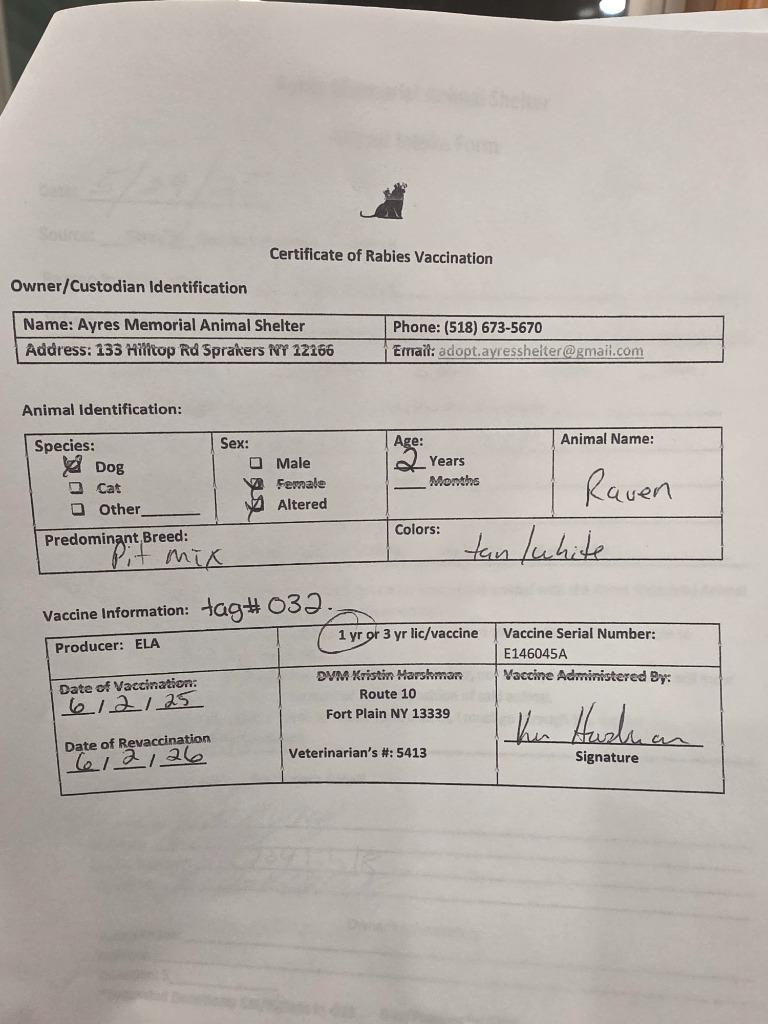 Certificate of Rabies Vaccination
Owner/Custodian Identification
Name: Ayres Memorial Animal Shelter
Phone: (518) 673-5670
Address: 133 Hilltop Rd Sprakers NY 12166
Email: adopt.ayresshelter@gmail.com
Animal Identification:
Species:
Dog
Cat
Other
Sex:
Male
Female
Altered
Age:
2 Years
Months
Animal Name:
Raven
Predominant Breed:
Pit mix
Colors:
tan/white
Vaccine Information: tag# 032.
Producer: ELA
1 yr or 3 yr lic/vaccine
Vaccine Serial Number:
E146045A
Date of Vaccination:
6/2/25
Date of Revaccination
6/2/26
DVM Kristin Harshman
Route 10
Fort Plain NY 13339
Veterinarian's #: 5413
Vaccine Administered By:
Signature